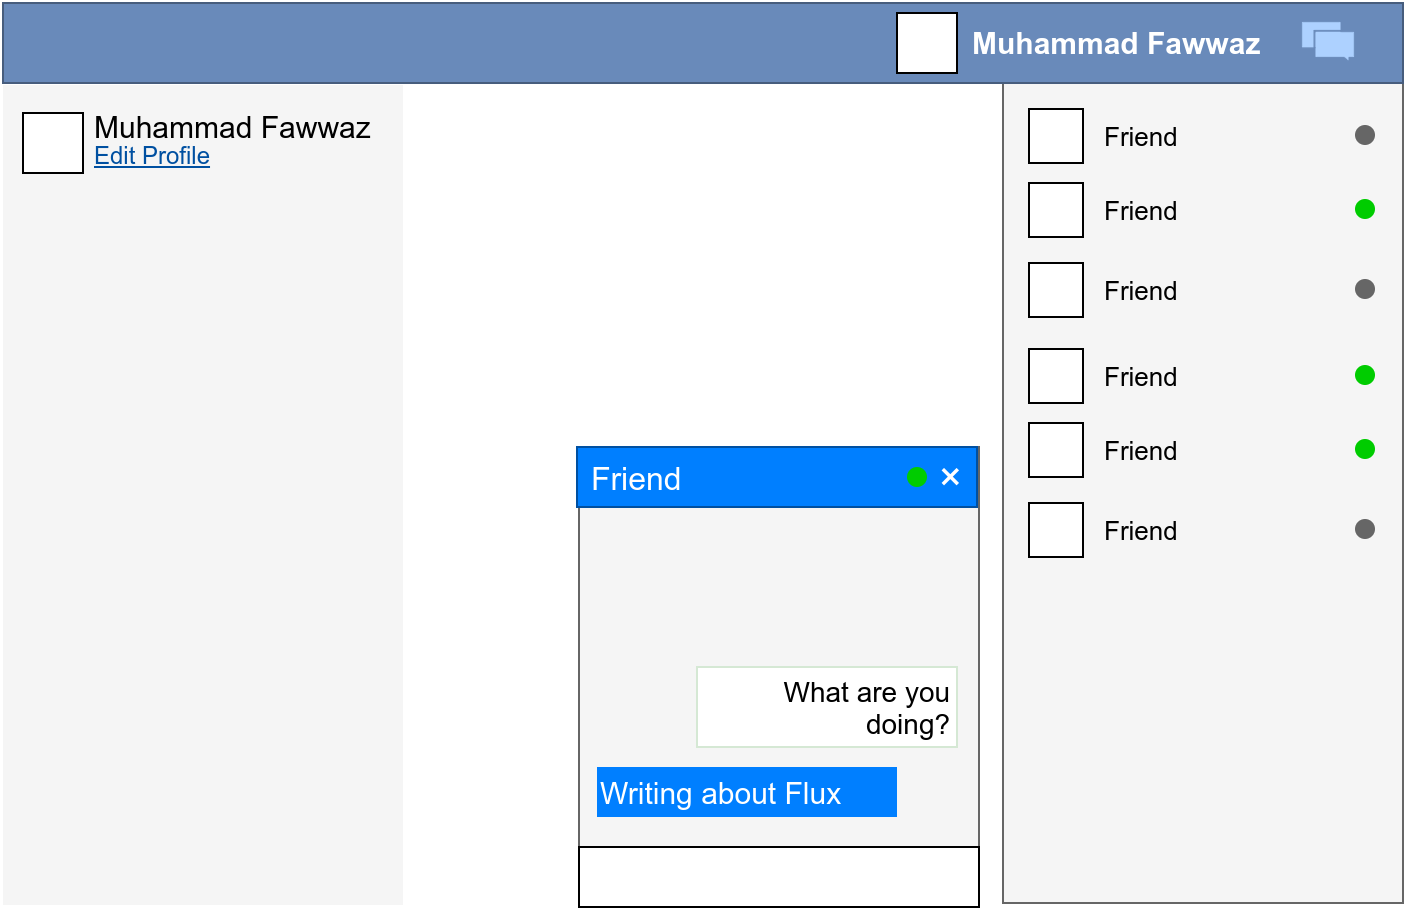 Muhammad Fawwaz
Muhammad Fawwaz
Edit Profile
Friend
Friend
Friend
Friend
Friend
Friend
Friend
What are you
doing?
Writing about Flux